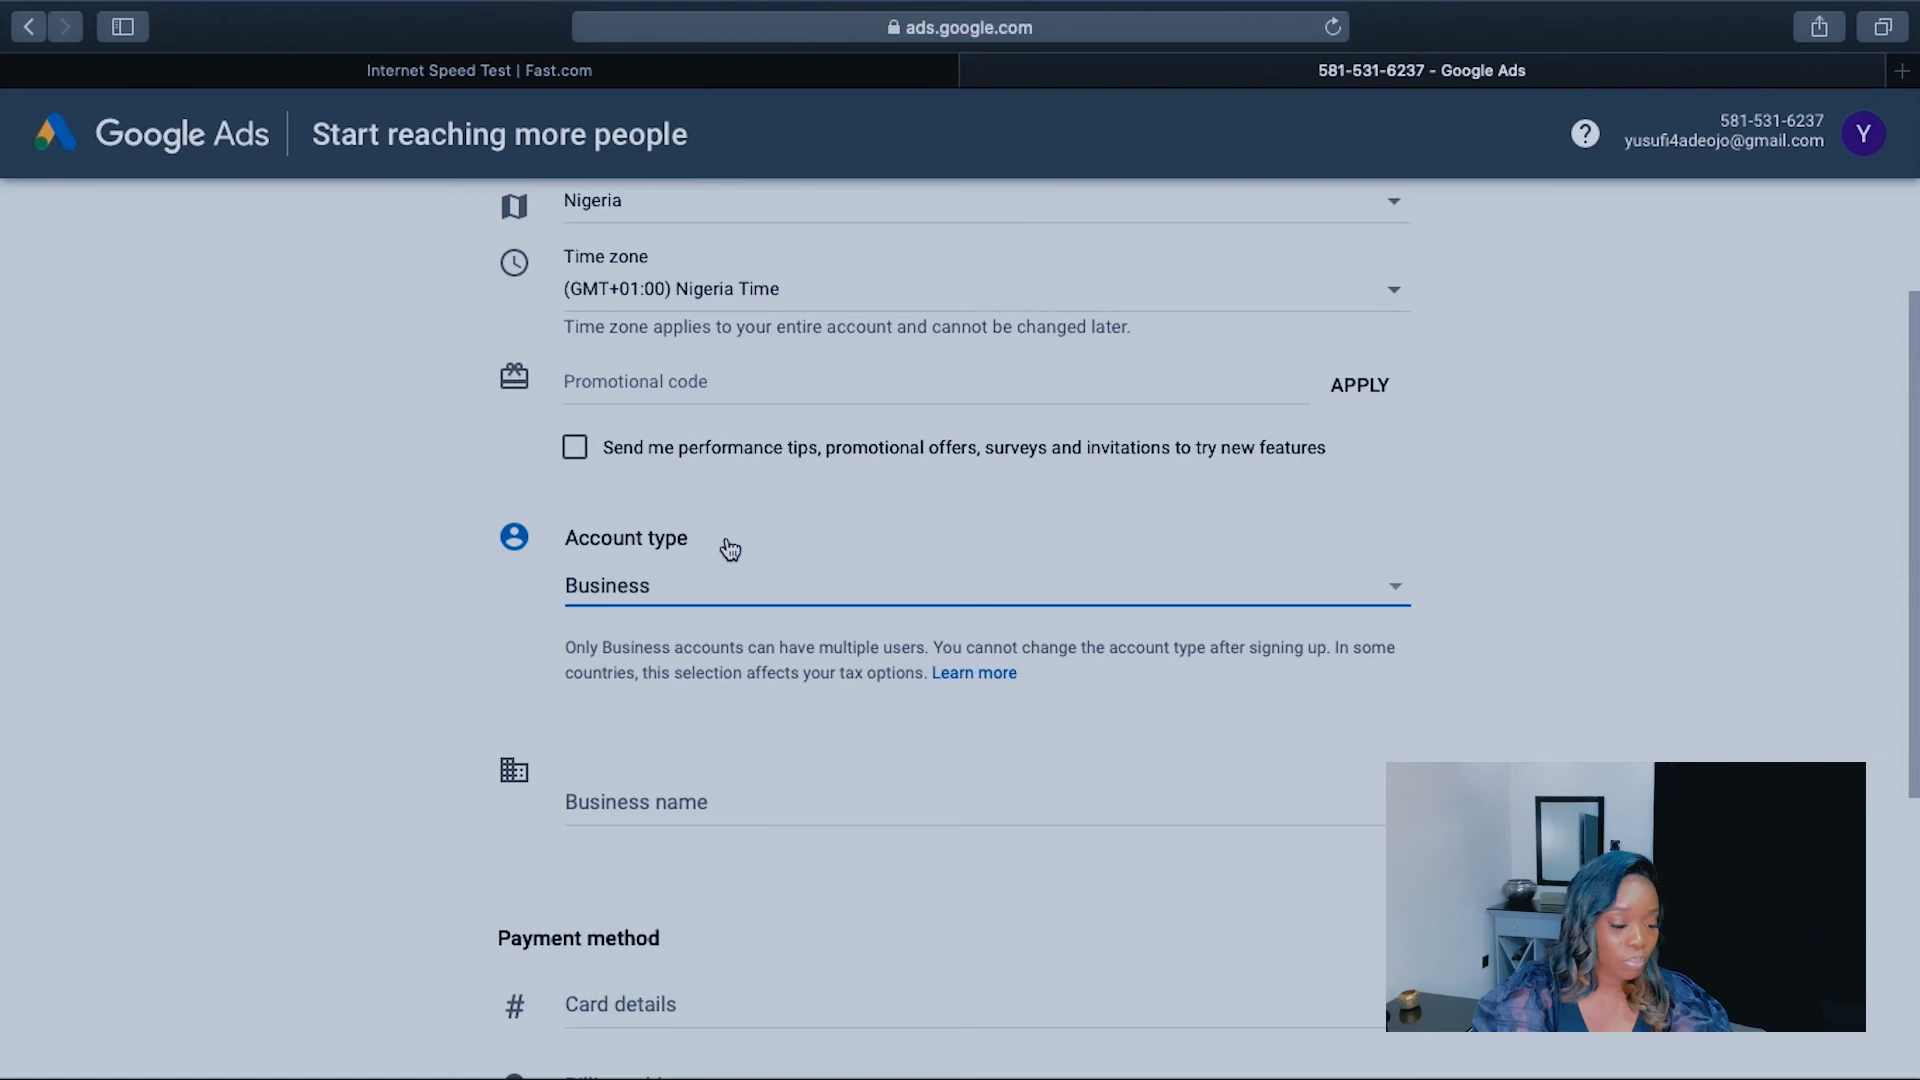 ads.google.com
Internet Speed Test | Fast.com
581-531-6237 - Google Ads
Google Ads
Start reaching more people
581-531-6237
yusufi4adeojo@gmail.com
Y
Nigeria
Time zone
(GMT+01:00) Nigeria Time
Time zone applies to your entire account and cannot be changed later.
Promotional code
APPLY
Send me performance tips, promotional offers, surveys and invitations to try new features
Account type
Business
Only Business accounts can have multiple users. You cannot change the account type after signing up. In some
countries, this selection affects your tax options. Learn more
Business name
Payment method
# Card details